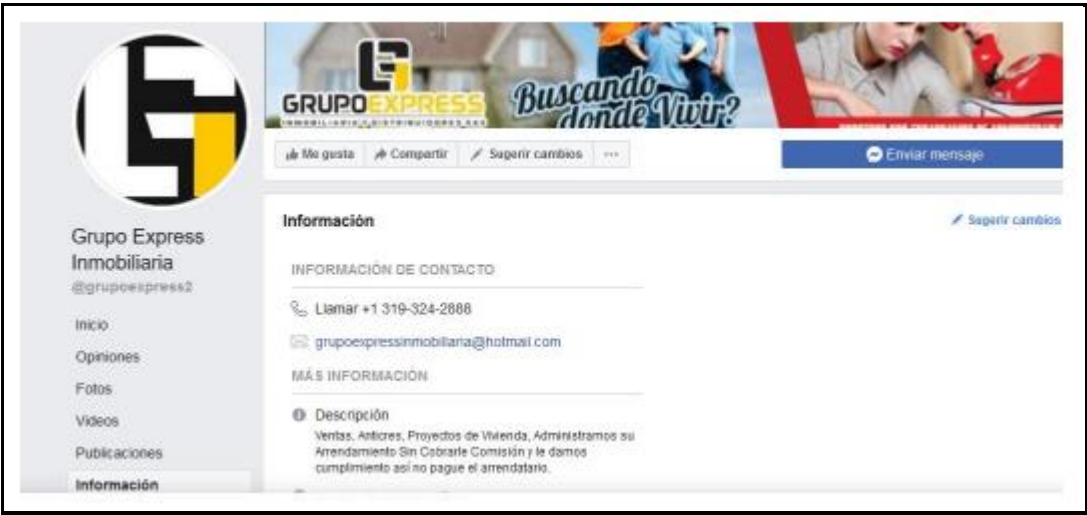 GRUPOEXPRESS
INMOBILIARIA Y DISTRIBUIDORES SAS
Buscando
donde Vivir?
Me gusta
Compartir
Sugerir cambios
Enviar mensaje
Grupo Express
Inmobiliaria
@grupoexpress2
Inicio
Opiniones
Fotos
Videos
Publicaciones
Información
Información
Sugerir cambios
INFORMACIÓN DE CONTACTO
Llamar +1 319-324-2888
grupoexpressinmobiliaria@hotmail.com
MÁS INFORMACIÓN
Descripción
Ventas, Anticres, Proyectos de Vivienda, Administramos su
Arrendamiento Sin Cobrarle Comisión y le damos
cumplimiento así no pague el arrendatario.